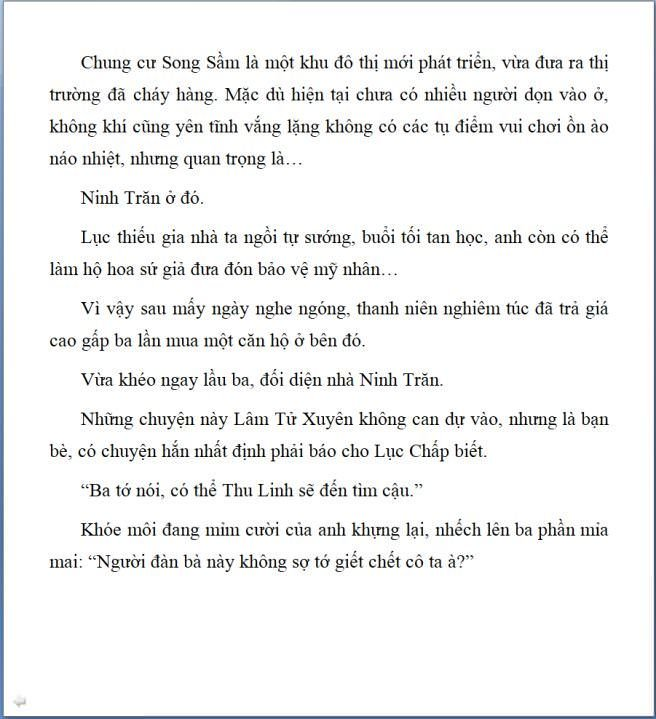 Chung cư Song Sầm là một khu đô thị mới phát triển, vừa đưa ra thị
trường đã cháy hàng. Mặc dù hiện tại chưa có nhiều người dọn vào ở,
không khí cũng yên tĩnh vắng lặng không có các tụ điểm vui chơi ồn ào
náo nhiệt, nhưng quan trọng là…
Ninh Trăn ở đó.
Lục thiếu gia nhà ta ngồi tự sướng, buổi tối tan học, anh còn có thể
làm hộ hoa sứ giả đưa đón bảo vệ mỹ nhân…
Vì vậy sau mấy ngày nghe ngóng, thanh niên nghiêm túc đã trả giá
cao gấp ba lần mua một căn hộ ở bên đó.
Vừa khéo ngay lầu ba, đối diện nhà Ninh Trăn.
Những chuyện này Lâm Tử Xuyên không can dự vào, nhưng là bạn
bè, có chuyện hắn nhất định phải báo cho Lục Chấp biết.
“Ba tớ nói, có thể Thu Linh sẽ đến tìm cậu.”
Khóe môi đang mỉm cười của anh khựng lại, nhếch lên ba phần mỉa
mai: “Người đàn bà này không sợ tớ giết chết cô ta à?”